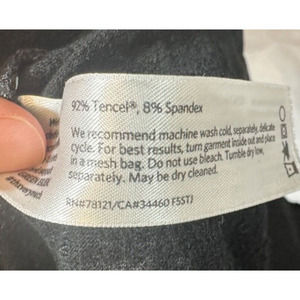 92% Tencel®, 8% Spandex
We recommend machine wash cold, separately, delicate
cycle. For best results, turn garment inside out and place
in a mesh bag. Do not use bleach. Tumble dry low,
separately. May be dry cleaned.
RN#78121/CA#34460 F5STJ